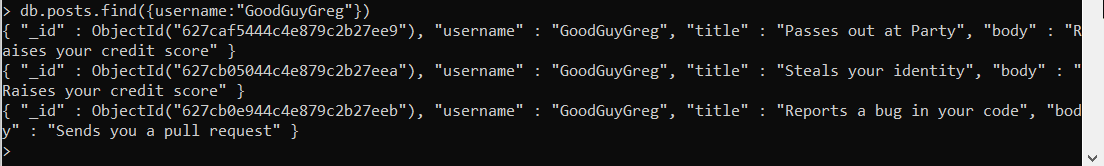 > db.posts.find({username:"GoodGuyGreg"})
{ "_id" : ObjectId("627caf5444c4e879c2b27ee9"), "username" : "GoodGuyGreg", "title" : "Passes out at Party", "body" : "R
aises your credit score" }
{ "_id" : ObjectId("627cb05044c4e879c2b27eea"), "username" : "GoodGuyGreg", "title" : "Steals your identity", "body" : "
Raises your credit score" }
{ "_id" : ObjectId("627cb0e944c4e879c2b27eeb"), "username" : "GoodGuyGreg", "title" : "Reports a bug in your code", "bod
y" : "Sends you a pull request" }
>